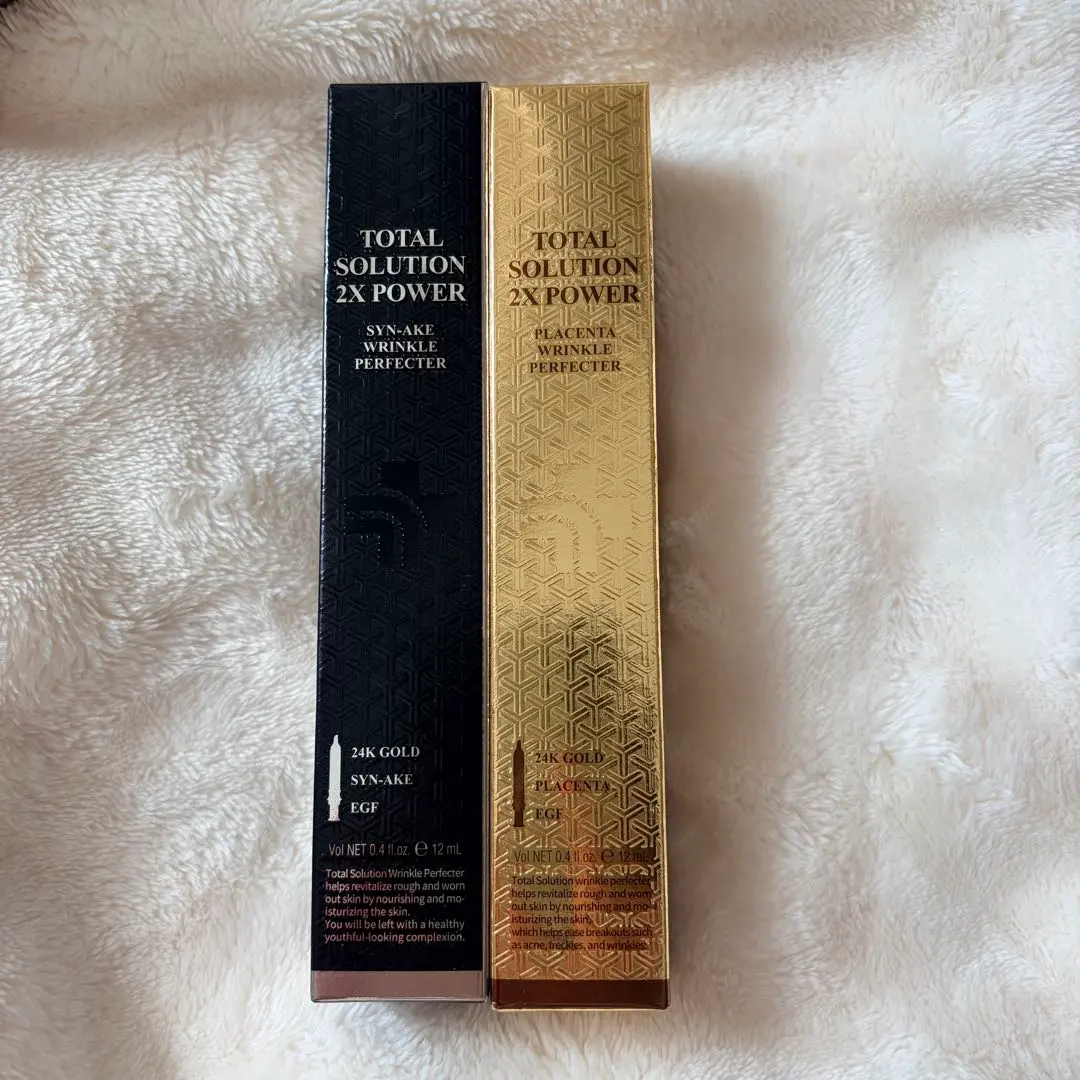 TOTAL
SOLUTION
2X POWER
SYN-AKE
WRINKLE
PERFECTER
24K GOLD
SYN-AKE
EGF
Vol NET 0.4 fl.oz. ℮ 12 mL
Total Solution Wrinkle Perfecter
helps revitalize rough and worn
out skin by nourishing and mo-
isturizing the skin.
You will be left with a healthy
youthful-looking complexion.
TOTAL
SOLUTION
2X POWER
PLACENTA
WRINKLE
PERFECTER
24K GOLD
PLACENTA
EGF
Vol NET 0.4 fl.oz. ℮ 12 mL
Total Solution wrinkle perfecter
helps revitalize rough and worn
out skin by nourishing and mo-
isturizing the skin,
which helps ease breakouts such
as acne, freckles, and wrinkles.